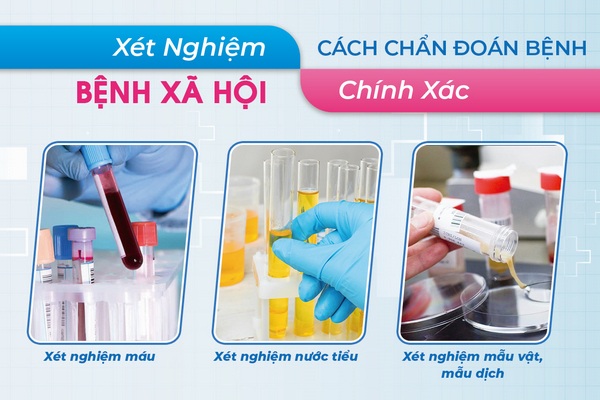 Xét Nghiệm
BỆNH XÃ HỘI
CÁCH CHẨN ĐOÁN BỆNH
Chính Xác
Xét nghiệm máu
Xét nghiệm nước tiểu
Xét nghiệm mẫu vật,
mẫu dịch